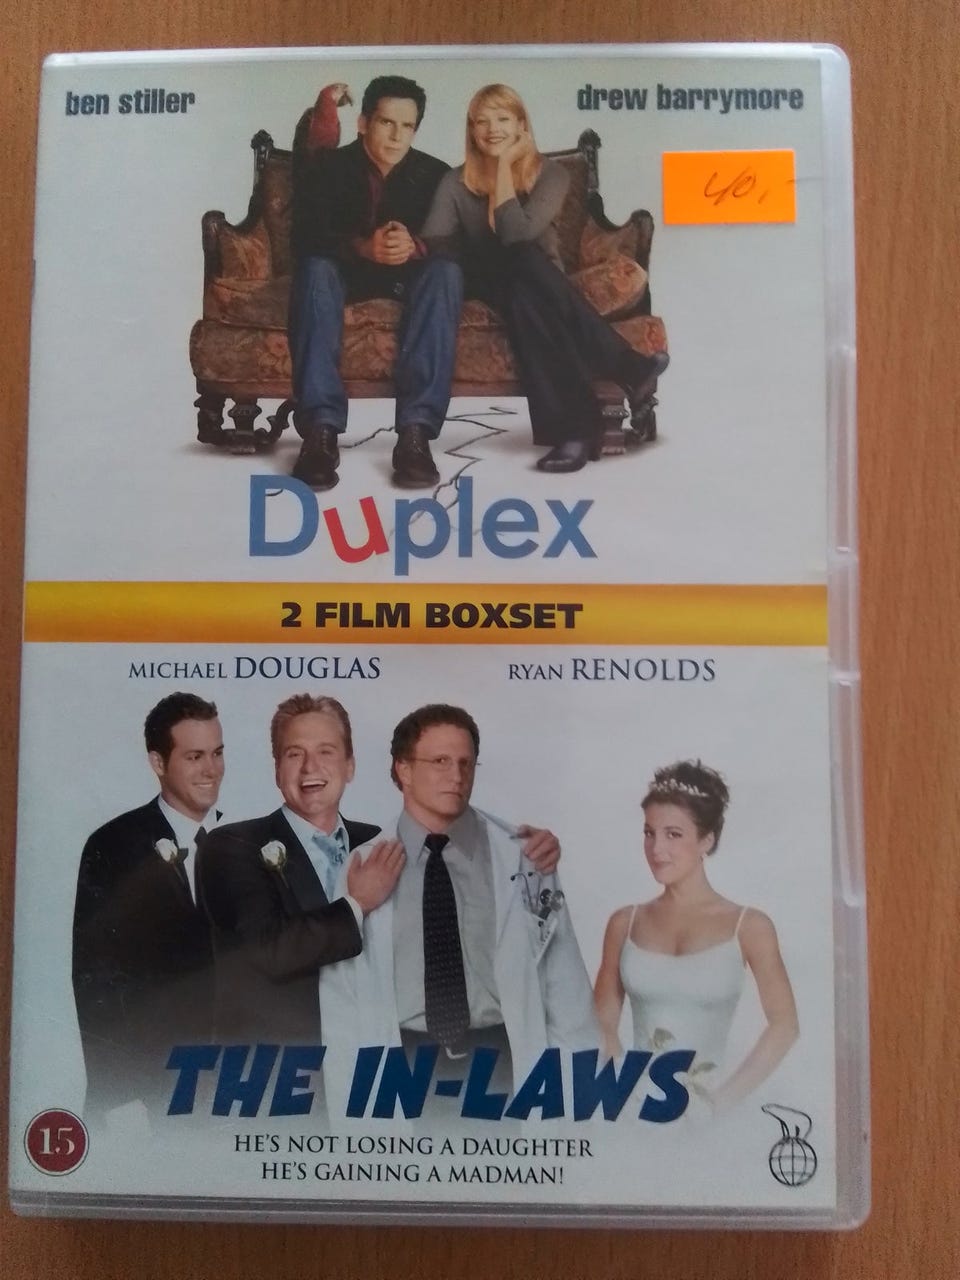 ben stiller
drew barrymore
40,-
Duplex
2 FILM BOXSET
MICHAEL DOUGLAS
RYAN RENOLDS
THE IN-LAWS
15
HE'S NOT LOSING A DAUGHTER
HE'S GAINING A MADMAN!